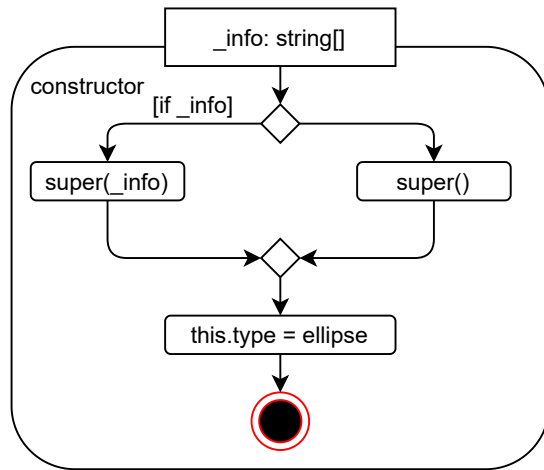 _info: string[]
constructor
[if _info]
super(_info)
super()
this.type = ellipse